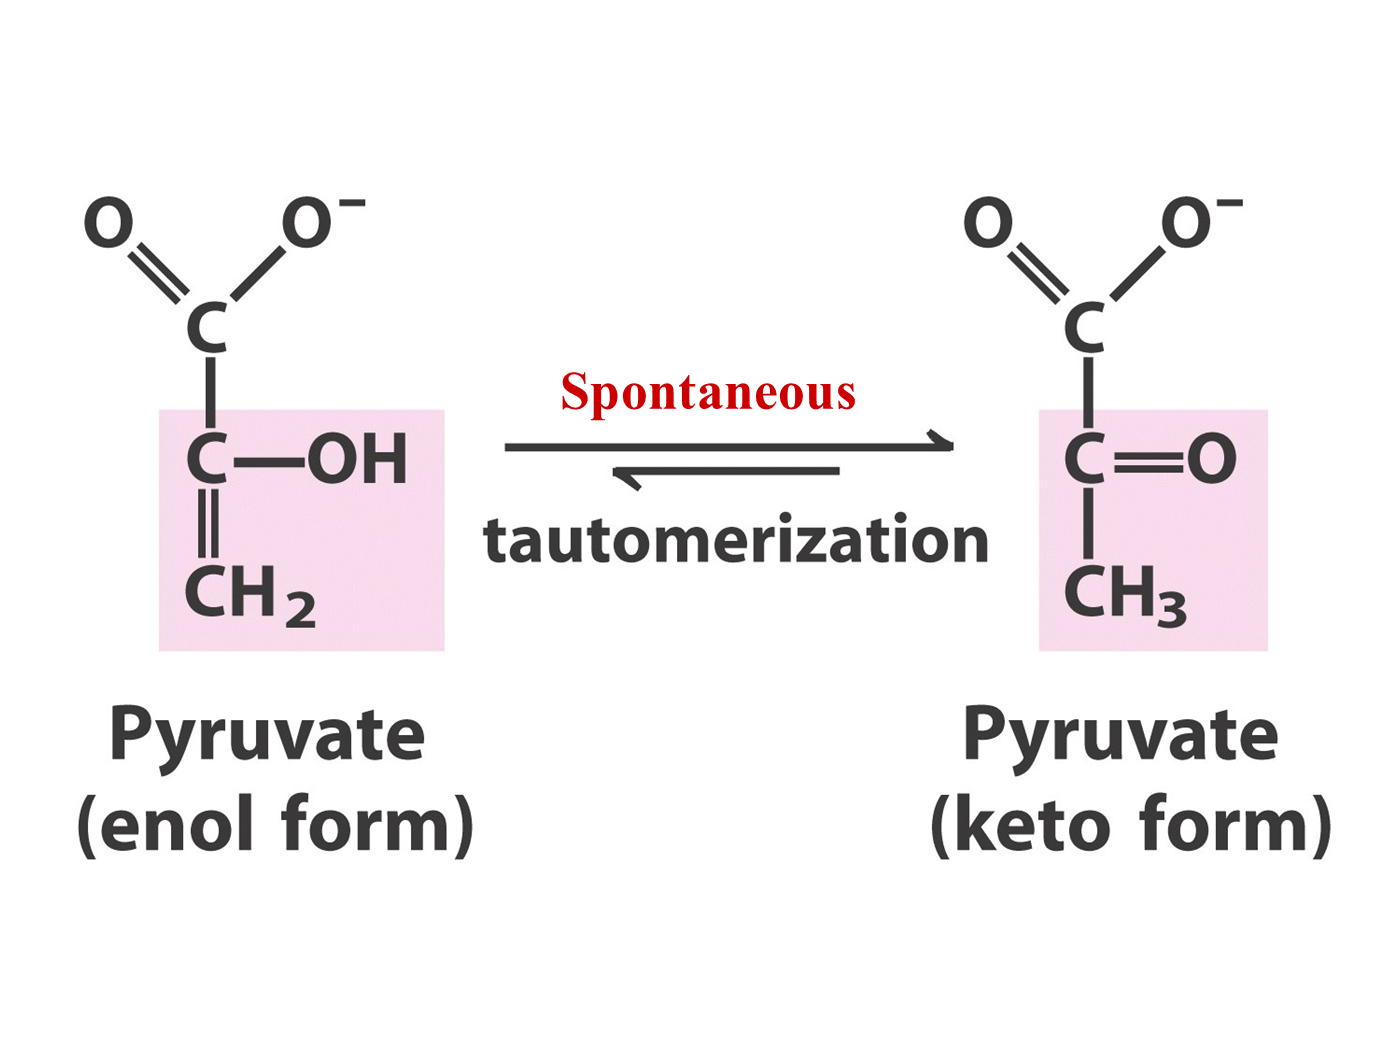 O O–
C
C—OH
CH2
Spontaneous
tautomerization
O O–
C
C=O
CH3
Pyruvate
(enol form)
Pyruvate
(keto form)